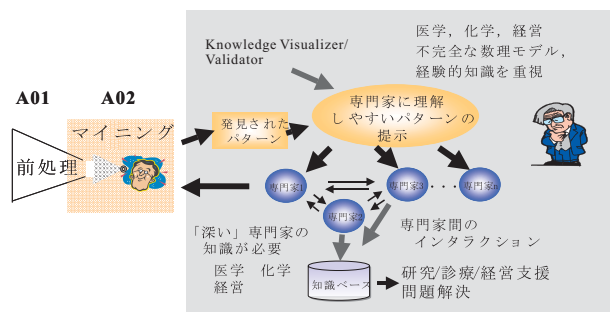 Knowledge Visualizer/
Validator
医学，化学，経営
不完全な数理モデル，
経験的知識を重視
A01
A02
マイニング
前処理
発見された
パターン
専門家に理解
しやすいパターンの
提示
専門家1
専門家2
専門家3
・・・
専門家n
「深い」専門家の
知識が必要
医学　化学
経営
専門家間の
インタラクション
知識ベース
研究/診療/経営支援
問題解決